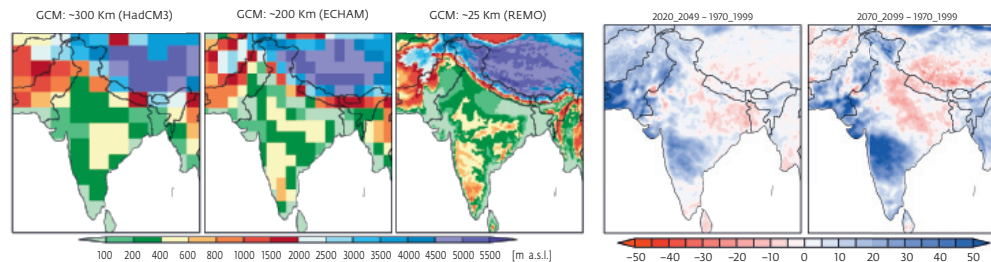 GCM: ~300 Km (HadCM3)
GCM: ~200 Km (ECHAM)
GCM: ~25 Km (REMO)
2020_2049 – 1970_1999
2070_2099 – 1970_1999
100 200 400 600 800 1000 2000 3000 3500 4000 4500 5000 5500 [m a.s.l.]
−50 −40 −30 −20 −10 0 10 20 30 40 50